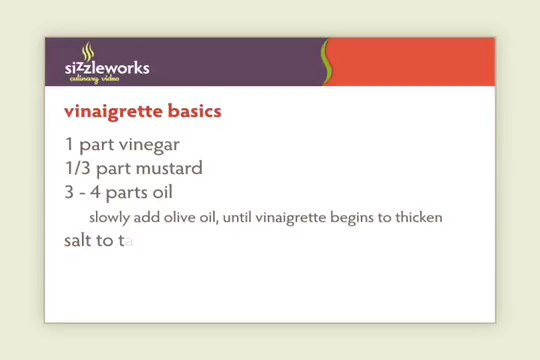 sizzleworks
culinary video
vinaigrette basics
1 part vinegar
1/3 part mustard
3 - 4 parts oil
slowly add olive oil, until vinaigrette begins to thicken
salt to ta